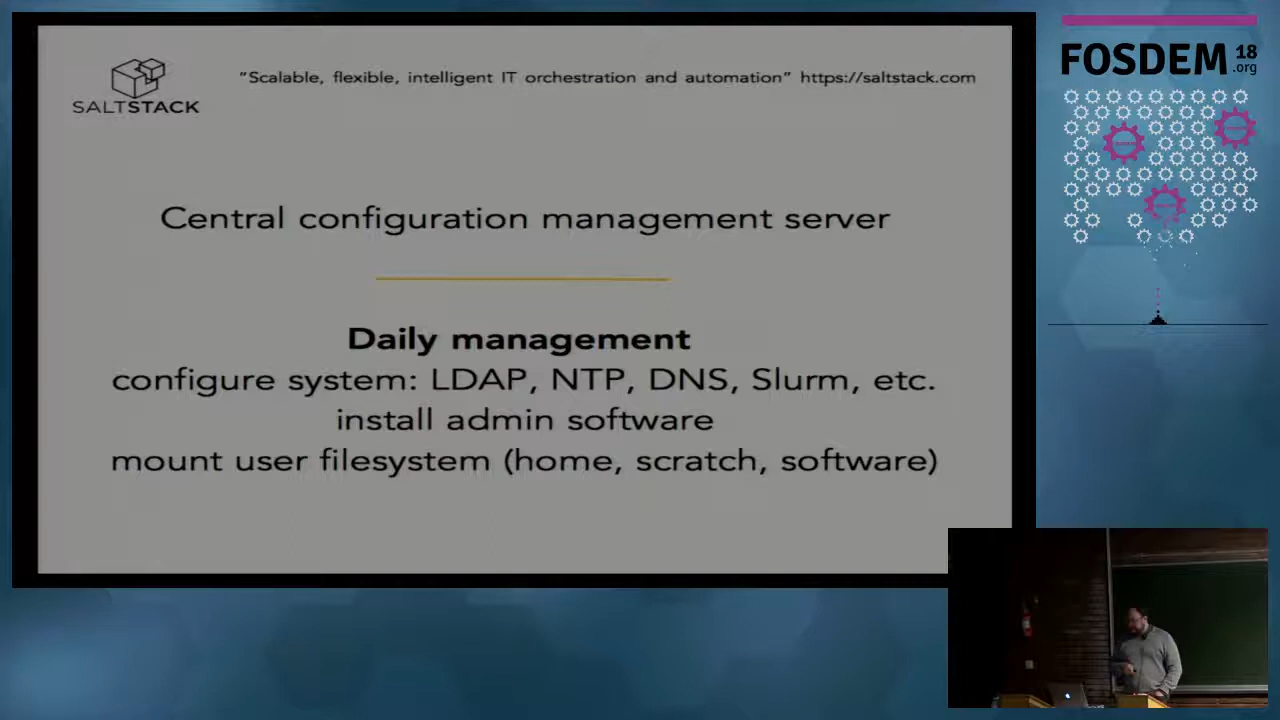 SALTSTACK
"Scalable, flexible, intelligent IT orchestration and automation" https://saltstack.com
Central configuration management server
Daily management
configure system: LDAP, NTP, DNS, Slurm, etc.
install admin software
mount user filesystem (home, scratch, software)
FOSDEM 18
.org